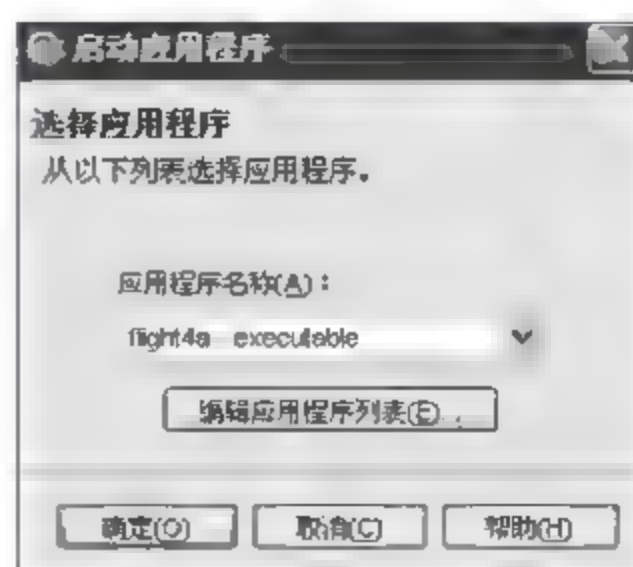 启动应用程序
选择应用程序
从以下列表选择应用程序。
应用程序名称(A)：
flight4a executable
编辑应用程序列表(E)...
确定(O)
取消(C)
帮助(H)